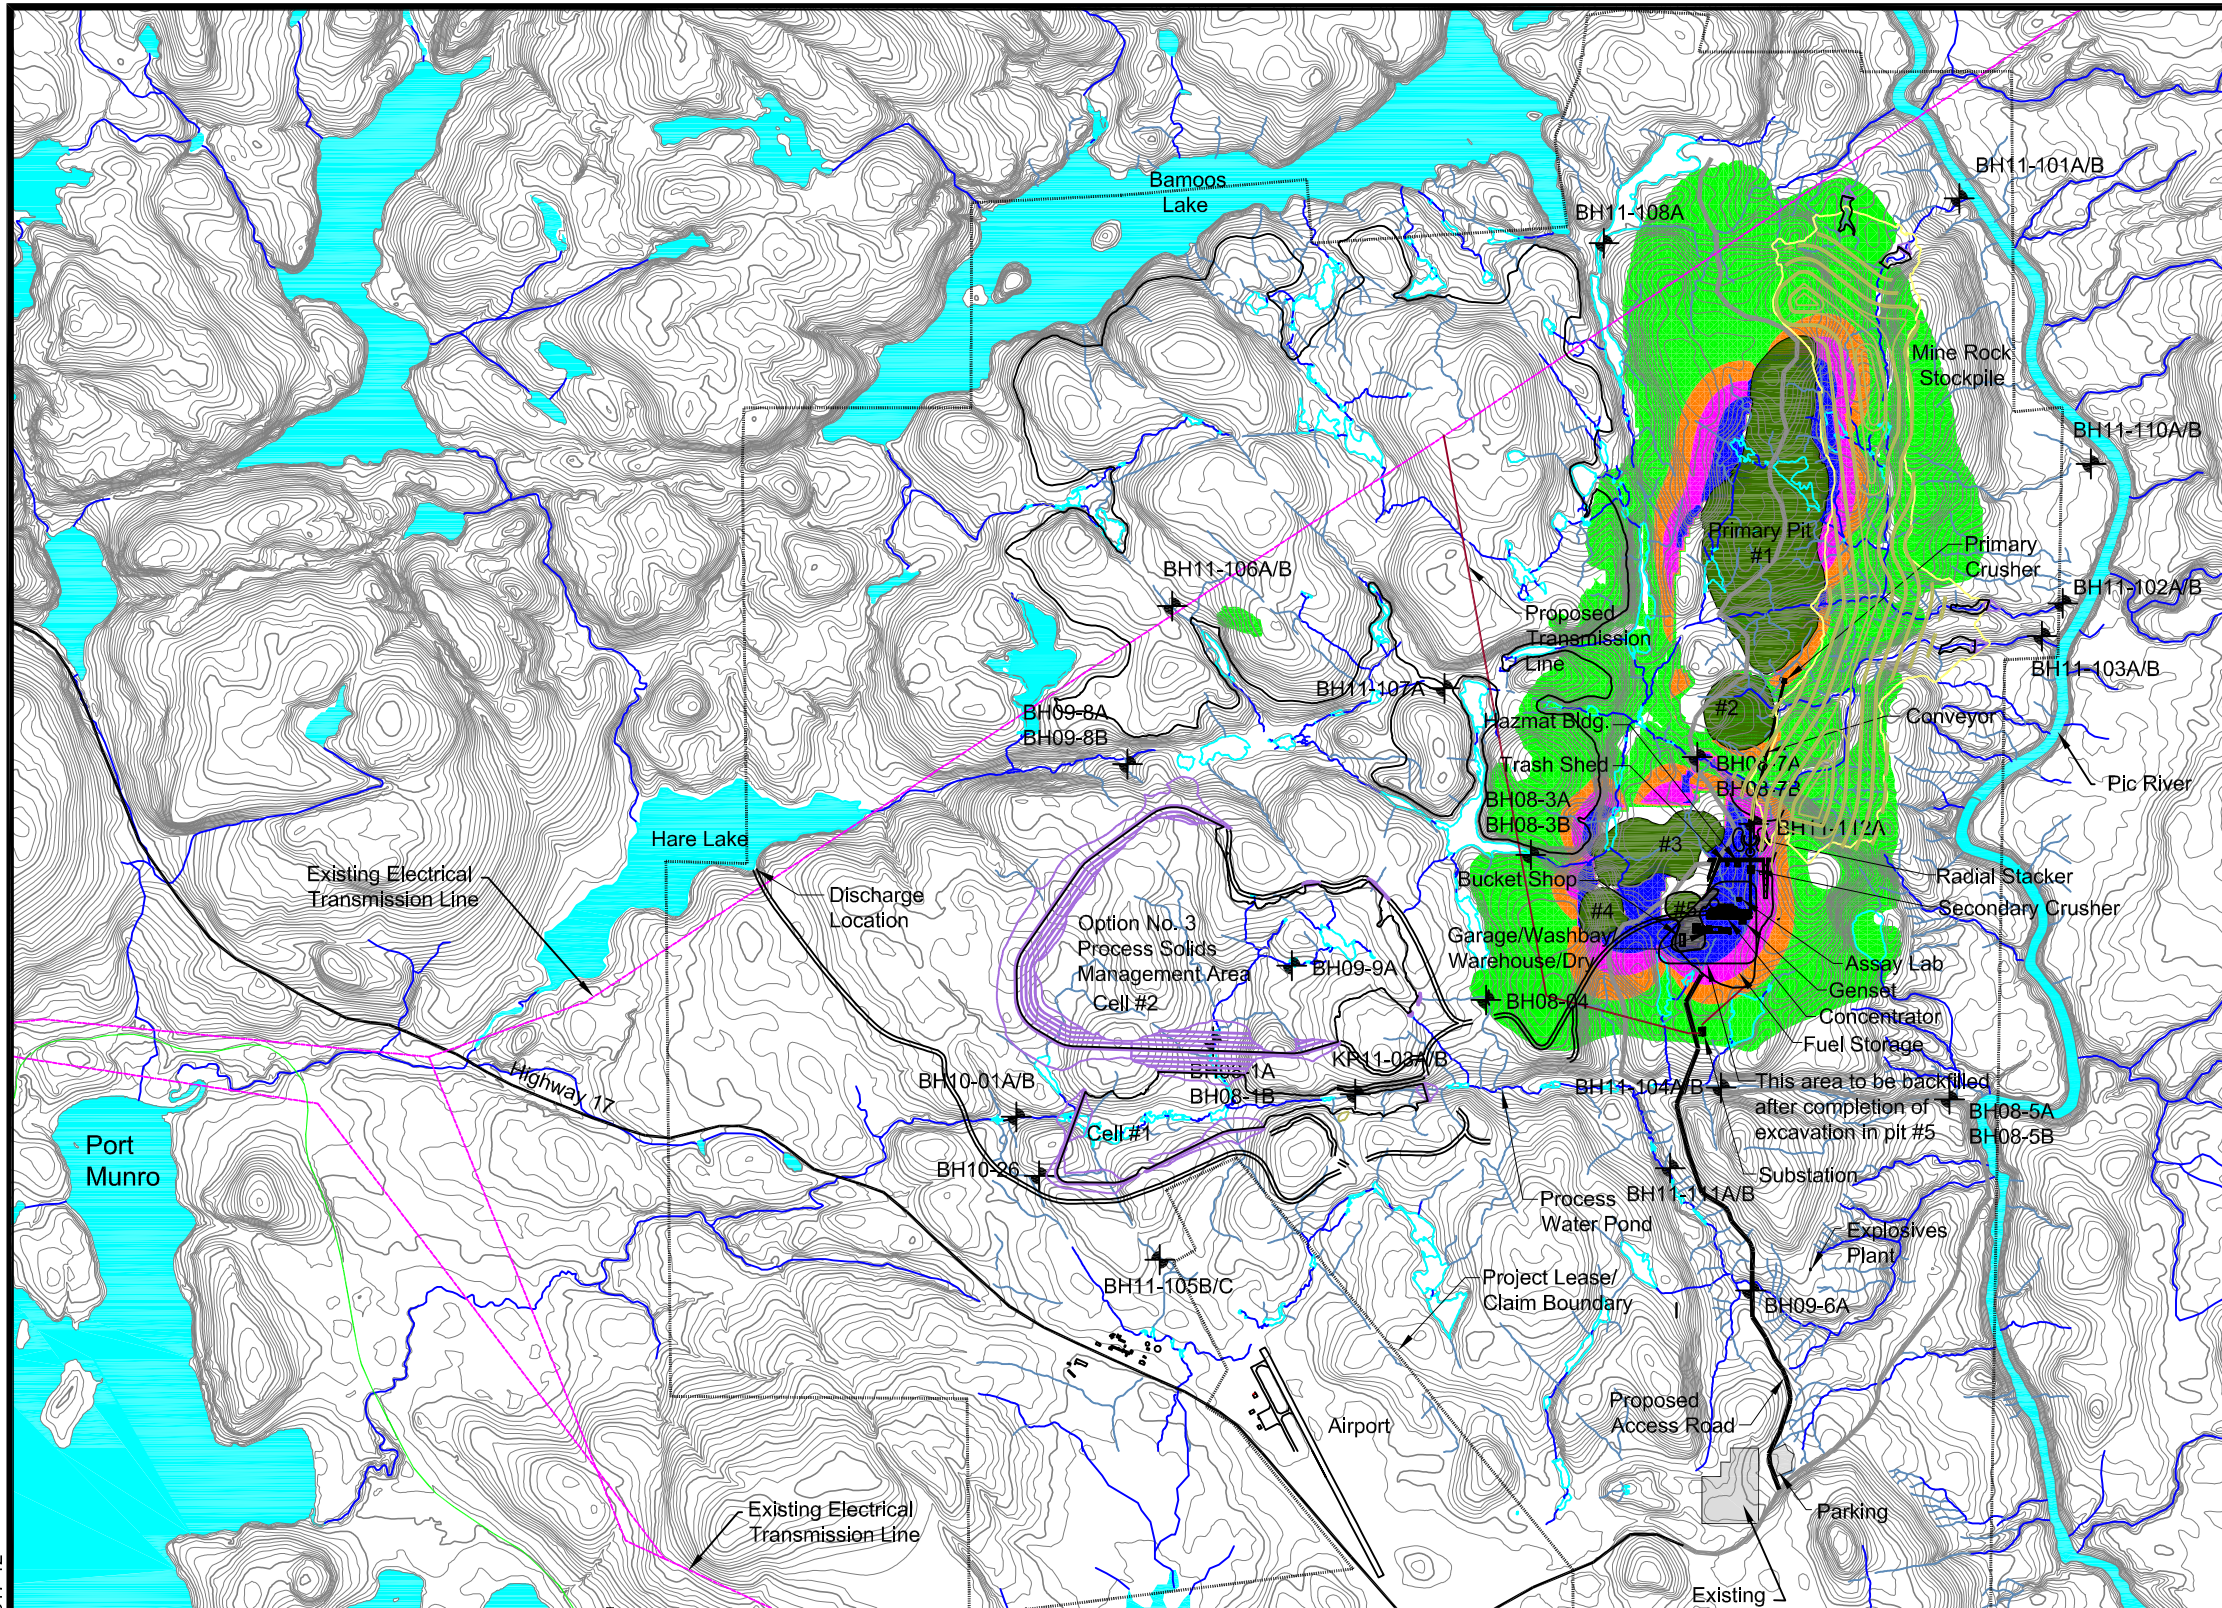 BH11-101A/B
Bamoos
Lake
BH11-108A
Mine Rock
Stockpile
BH11-110A/B
Primary Pit
#1
Primary
Crusher
BH11-106A/B
BH11-102A/B
Proposed
Transmission
Line
BH11-103A/B
BH11-107A
BH09-8A
BH09-8B
#2
Hazmat Bldg.
Conveyor
Trash Shed
BH08-7A
BH08-7B
Pic River
BH08-3A
BH08-3B
BH11-112A
Hare Lake
#3
Existing Electrical
Transmission Line
Discharge
Location
Bucket Shop
Radial Stacker
Secondary Crusher
#4
#5
Option No. 3
Process Solids
Management Area
Cell #2
Garage/Washbay
Warehouse/Dry
BH09-9A
Assay Lab
Genset
BH08-04
Concentrator
Fuel Storage
KP11-03A/B
Highway 17
BH10-01A/B
BH08-1A
BH08-1B
BH11-104A/B
This area to be backfilled
after completion of
excavation in pit #5
BH08-5A
BH08-5B
Cell #1
Port
Munro
BH10-26
Substation
Process
Water Pond
BH11-111A/B
Explosives
Plant
BH11-105B/C
Project Lease/
Claim Boundary
BH09-6A
Proposed
Access Road
Airport
Existing Electrical
Transmission Line
Parking
Existing